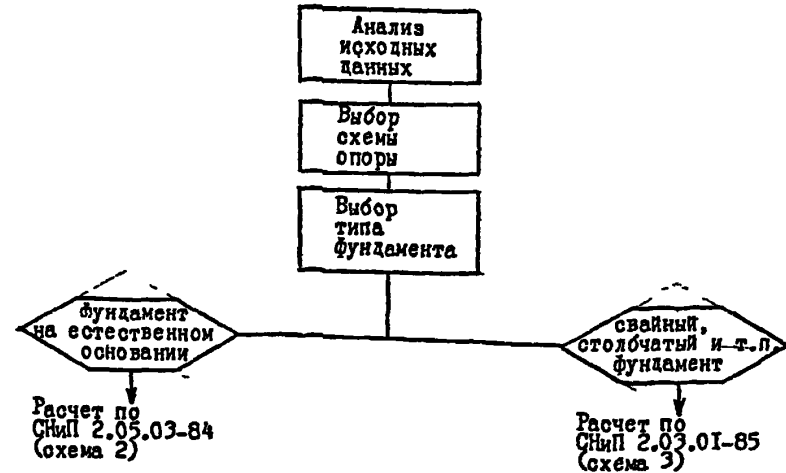 Анализ
исходных
данных
Выбор
схемы
опоры
Выбор
типа
фундамента
фундамент
на естественном
основании
свайный,
столбчатый и т.п.
фундамент
Расчет по
СНиП 2.05.03-84
(схема 2)
Расчет по
СНиП 2.03.01-85
(схема 3)